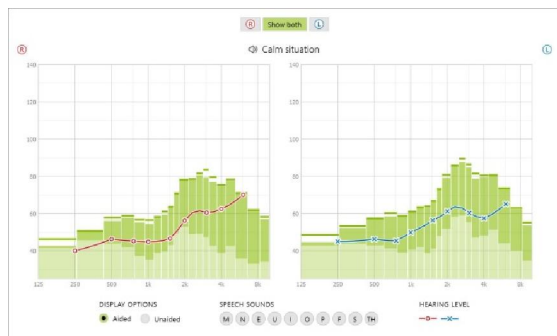 R Show both L
R Calm situation L
140 140
120 120
100 100
80 80
60 60
40 40
125 250 500 1k 2k 4k 8k 125 250 500 1k 2k 4k 8k
DISPLAY OPTIONS SPEECH SOUNDS HEARING LEVEL
Aided Unaided M N E U I O P F S TH